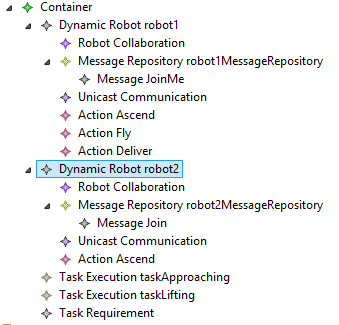 Container
Dynamic Robot robot1
Robot Collaboration
Message Repository robot1MessageRepository
Message JoinMe
Unicast Communication
Action Ascend
Action Fly
Action Deliver
Dynamic Robot robot2
Robot Collaboration
Message Repository robot2MessageRepository
Message Join
Unicast Communication
Action Ascend
Task Execution taskApproaching
Task Execution taskLifting
Task Requirement